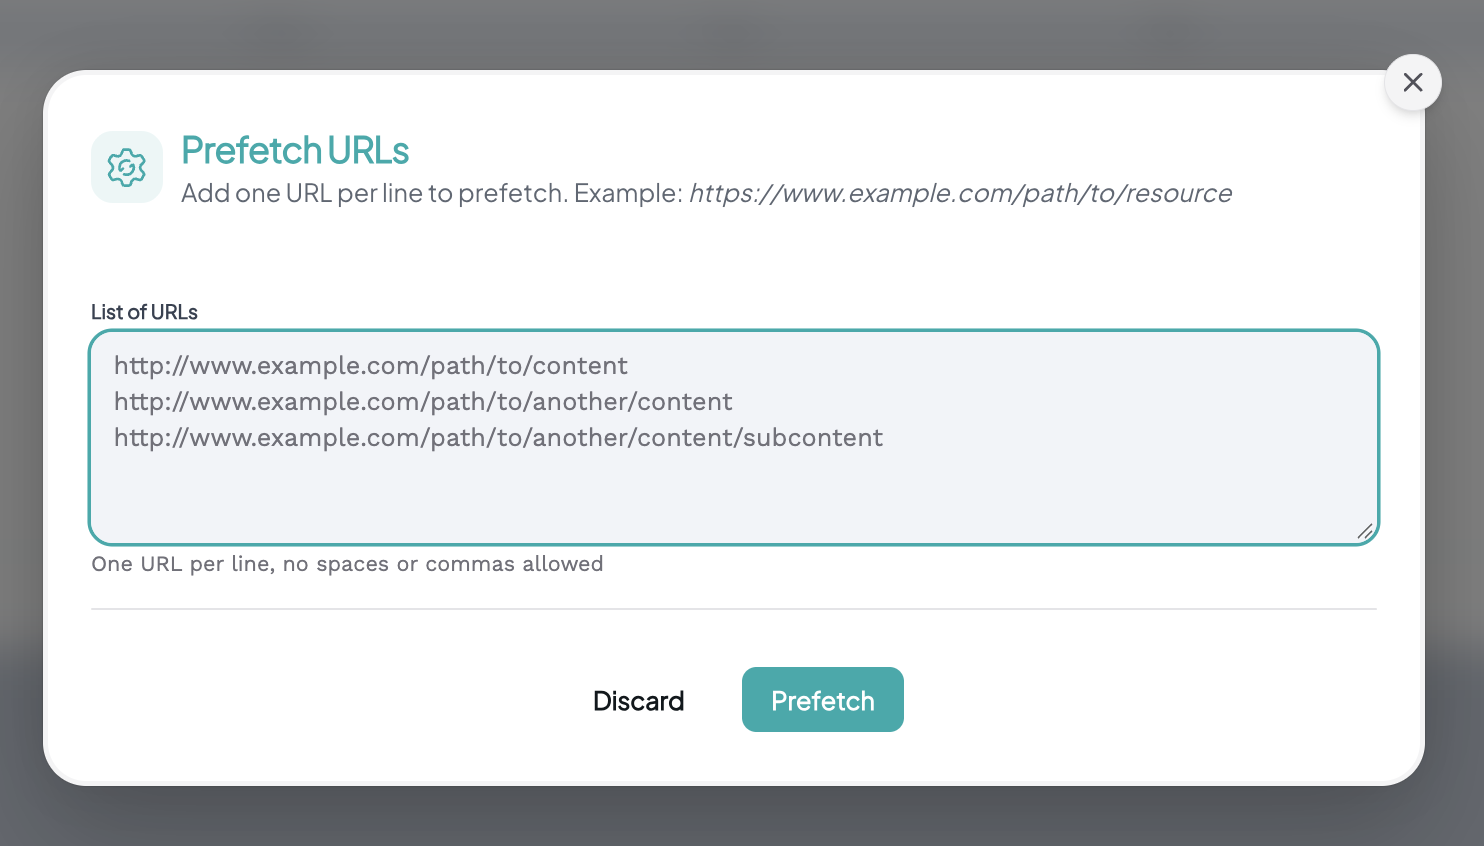 Prefetch URLs
Add one URL per line to prefetch. Example: https://www.example.com/path/to/resource
List of URLs
http://www.example.com/path/to/content
http://www.example.com/path/to/another/content
http://www.example.com/path/to/another/content/subcontent
One URL per line, no spaces or commas allowed
Discard
Prefetch